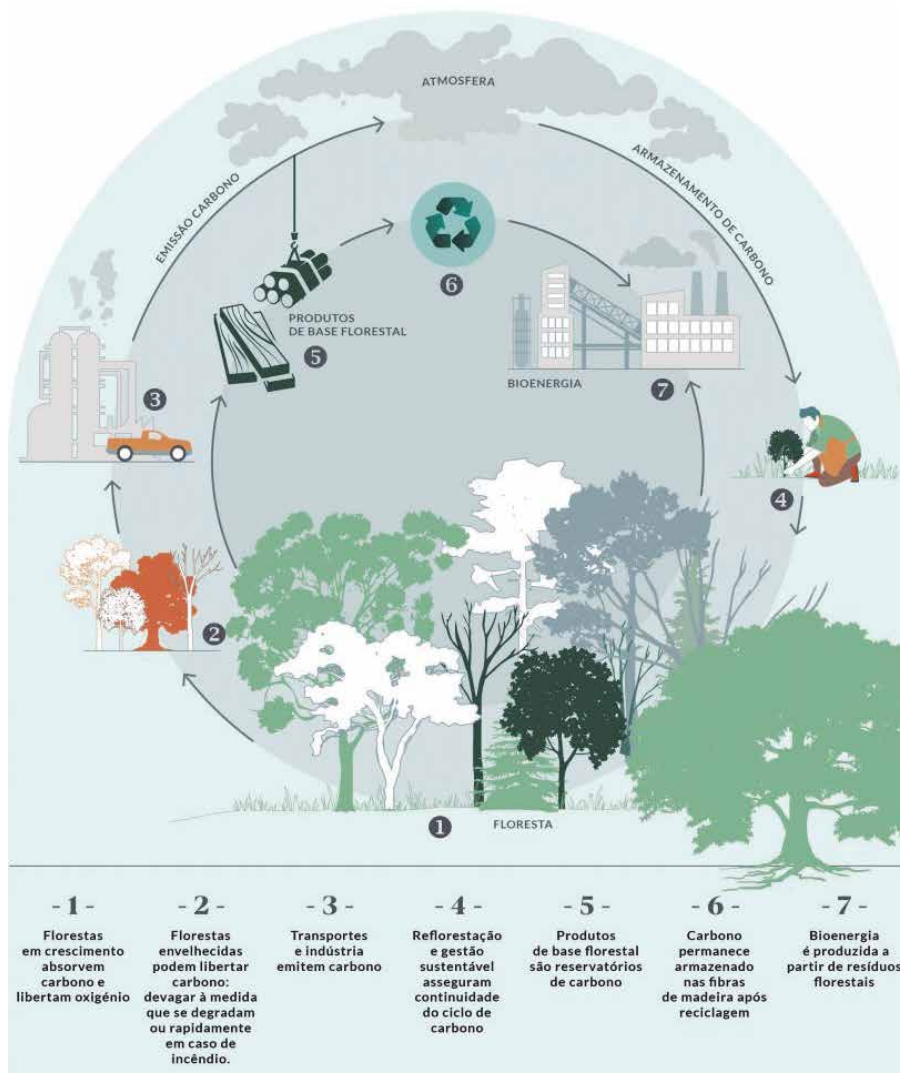 ATMOSFERA
EMISSÃO CARBONO
ARMAZENAMENTO DE CARBONO
6
PRODUTOS
DE BASE FLORESTAL
5
BIOENERGIA
7
3
4
2
1
FLORESTA
- 1 -
Florestas
em crescimento
absorvem
carbono e
libertam oxigénio
- 2 -
Florestas
envelhecidas
podem libertar
carbono:
devagar à medida
que se degradam
ou rapidamente
em caso de
incêndio.
- 3 -
Transportes
e indústria
emitem carbono
- 4 -
Reflorestação
e gestão
sustentável
asseguram
continuidade
do ciclo de
carbono
- 5 -
Produtos
de base florestal
são reservatórios
de carbono
- 6 -
Carbono
permanece
armazenado
nas fibras
de madeira após
reciclagem
- 7 -
Bioenergia
é produzida a
partir de resíduos
florestais